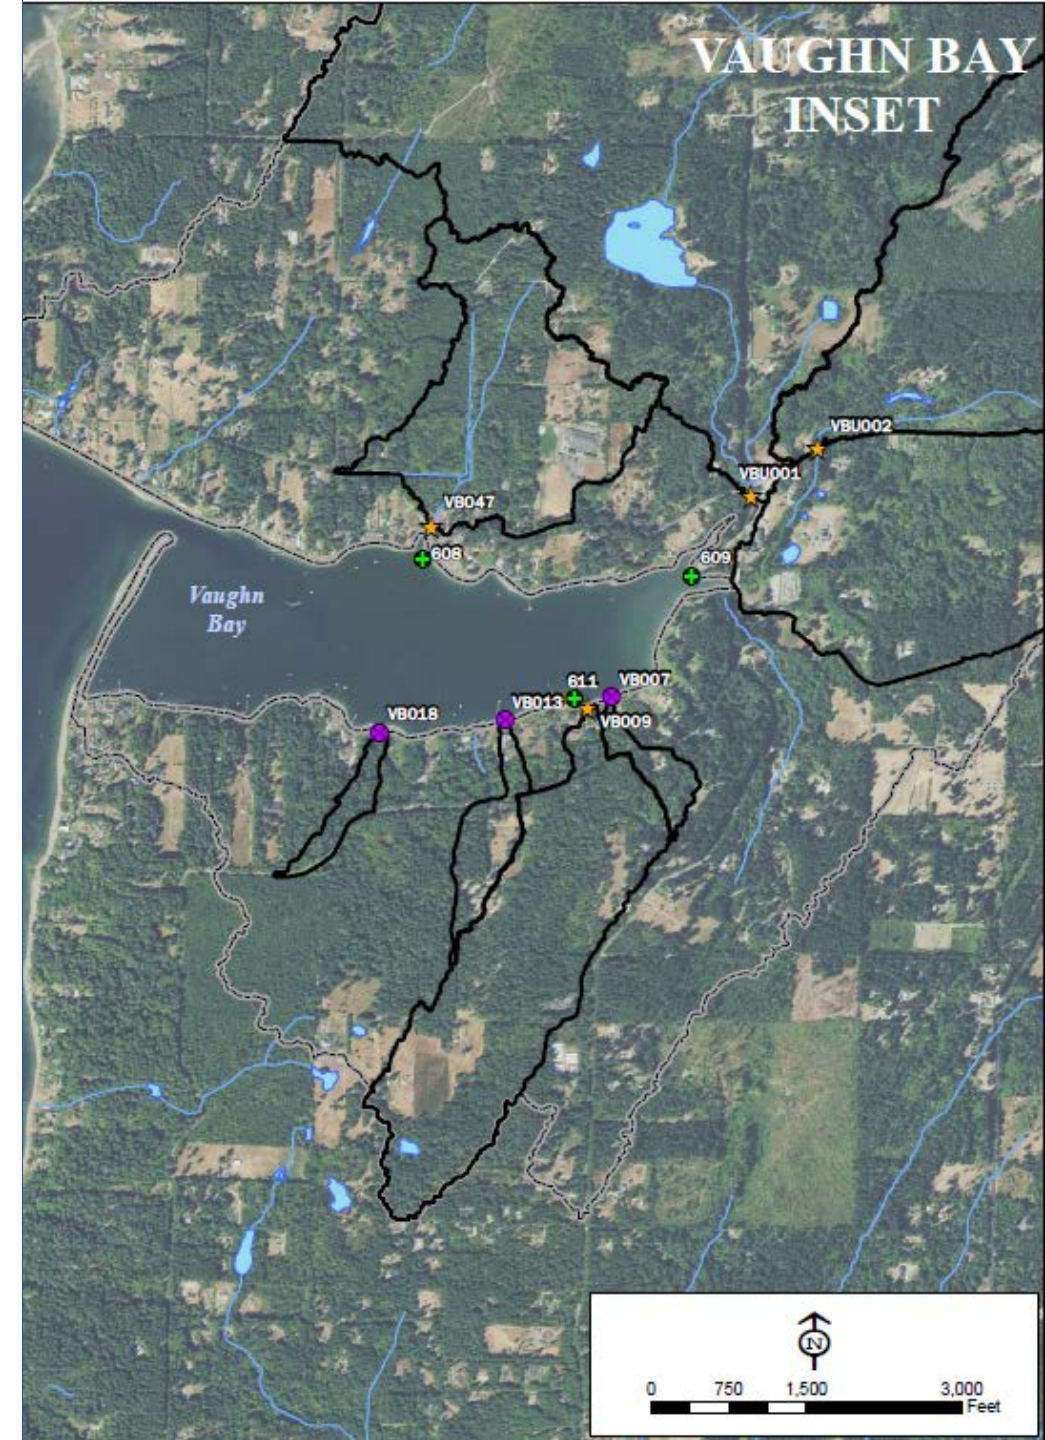 VAUGHN BAY
INSET
VBU002
VBU001
VB047
608
609
Vaughn
Bay
611
VB007
VB013
VB018
VB009
N
0 750 1,500 3,000
Feet